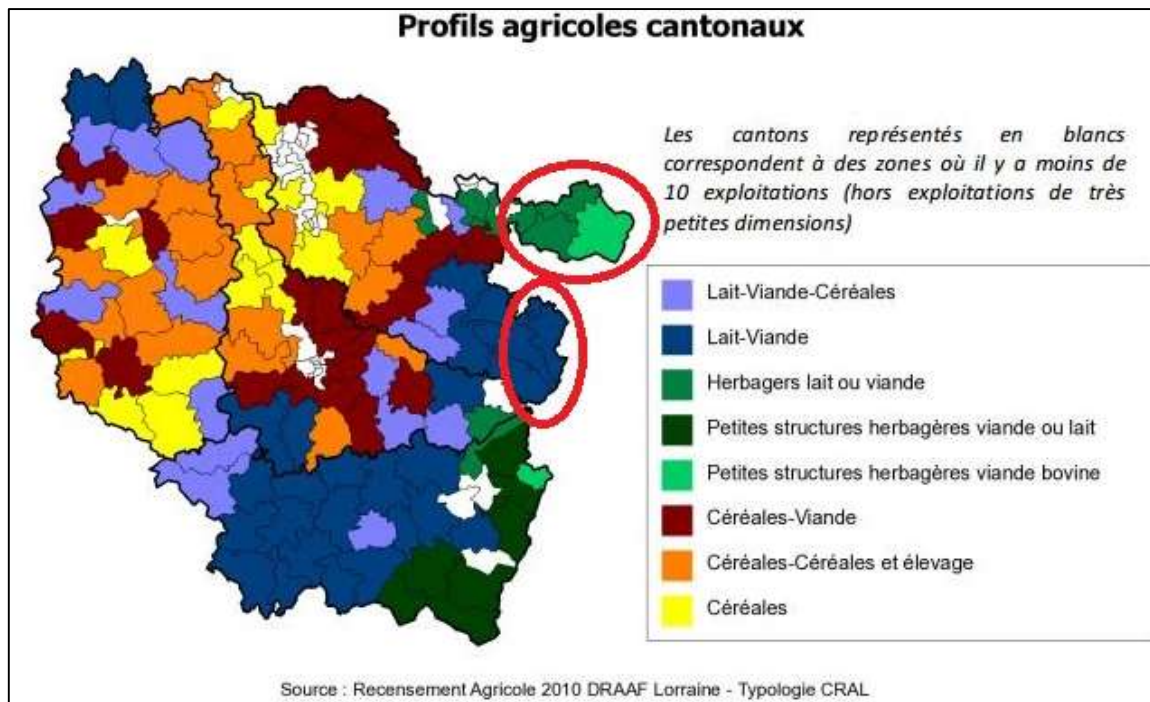 Profils agricoles cantonaux
Les cantons représentés en blancs
correspondent à des zones où il y a moins de
10 exploitations (hors exploitations de très
petites dimensions)
Lait-Viande-Céréales
Lait-Viande
Herbagers lait ou viande
Petites structures herbagères viande ou lait
Petites structures herbagères viande bovine
Céréales-Viande
Céréales-Céréales et élevage
Céréales
Source : Recensement Agricole 2010 DRAAF Lorraine - Typologie CRAL